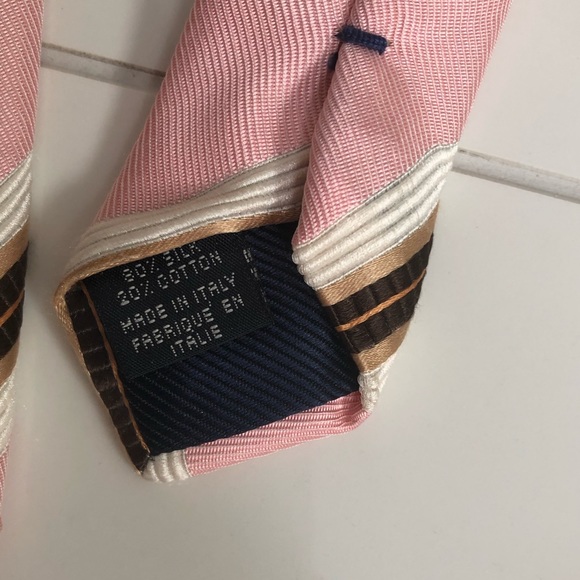 80% SILK
20% COTTON
MADE IN ITALY
FABRIQUE EN
ITALIE